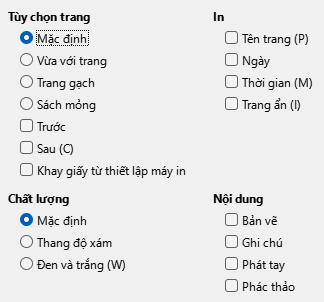 Tùy chọn trang
Mặc định
Vừa với trang
Trang gạch
Sách mỏng
Trước
Sau (C)
Khay giấy từ thiết lập máy in
In
Tên trang (P)
Ngày
Thời gian (M)
Trang ẩn (I)
Chất lượng
Mặc định
Thang độ xám
Đen và trắng (W)
Nội dung
Bản vẽ
Ghi chú
Phát tay
Phác thảo